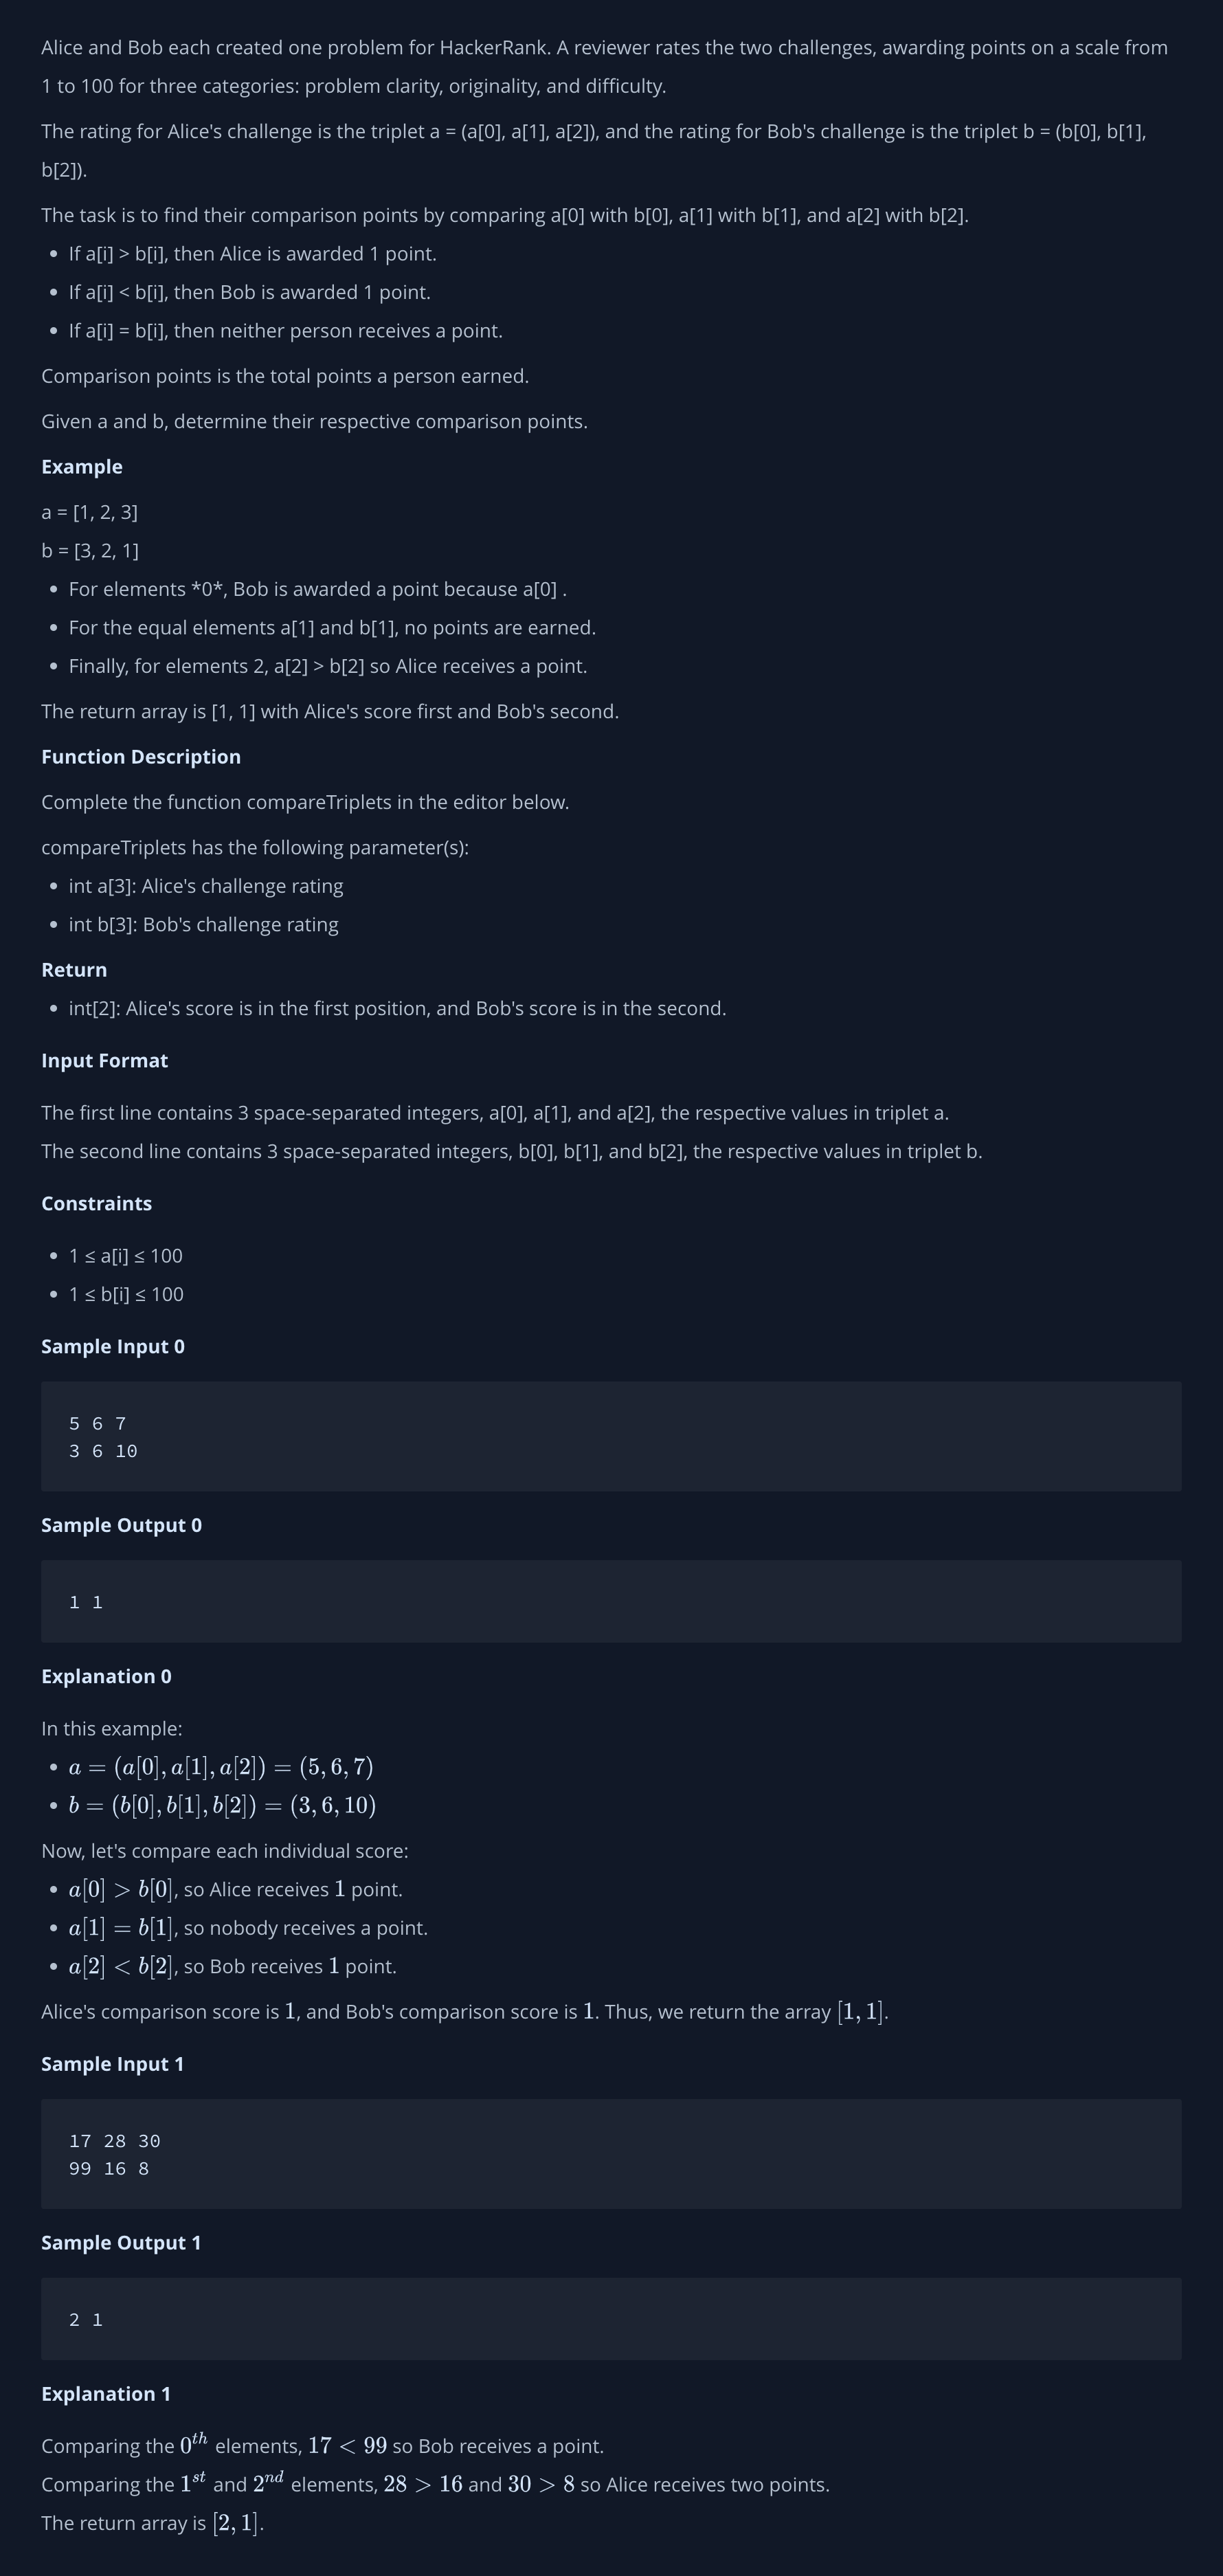 Alice and Bob each created one problem for HackerRank. A reviewer rates the two challenges, awarding points on a scale from
1 to 100 for three categories: problem clarity, originality, and difficulty.
The rating for Alice's challenge is the triplet a = (a[0], a[1], a[2]), and the rating for Bob's challenge is the triplet b = (b[0], b[1],
b[2]).
The task is to find their comparison points by comparing a[0] with b[0], a[1] with b[1], and a[2] with b[2].
• If a[i] > b[i], then Alice is awarded 1 point.
• If a[i] < b[i], then Bob is awarded 1 point.
• If a[i] = b[i], then neither person receives a point.
Comparison points is the total points a person earned.
Given a and b, determine their respective comparison points.
Example
a = [1, 2, 3]
b = [3, 2, 1]
• For elements *0*, Bob is awarded a point because a[0] .
• For the equal elements a[1] and b[1], no points are earned.
• Finally, for elements 2, a[2] > b[2] so Alice receives a point.
The return array is [1, 1] with Alice's score first and Bob's second.
Function Description
Complete the function compareTriplets in the editor below.
compareTriplets has the following parameter(s):
• int a[3]: Alice's challenge rating
• int b[3]: Bob's challenge rating
Return
• int[2]: Alice's score is in the first position, and Bob's score is in the second.
Input Format
The first line contains 3 space-separated integers, a[0], a[1], and a[2], the respective values in triplet a.
The second line contains 3 space-separated integers, b[0], b[1], and b[2], the respective values in triplet b.
Constraints
• 1 ≤ a[i] ≤ 100
• 1 ≤ b[i] ≤ 100
Sample Input 0
5 6 7
3 6 10
Sample Output 0
1 1
Explanation 0
In this example:
• a = (a[0], a[1], a[2]) = (5, 6, 7)
• b = (b[0], b[1], b[2]) = (3, 6, 10)
Now, let's compare each individual score:
• a[0] > b[0], so Alice receives 1 point.
• a[1] = b[1], so nobody receives a point.
• a[2] < b[2], so Bob receives 1 point.
Alice's comparison score is 1, and Bob's comparison score is 1. Thus, we return the array [1, 1].
Sample Input 1
17 28 30
99 16 8
Sample Output 1
2 1
Explanation 1
Comparing the 0th elements, 17 < 99 so Bob receives a point.
Comparing the 1st and 2nd elements, 28 > 16 and 30 > 8 so Alice receives two points.
The return array is [2, 1].